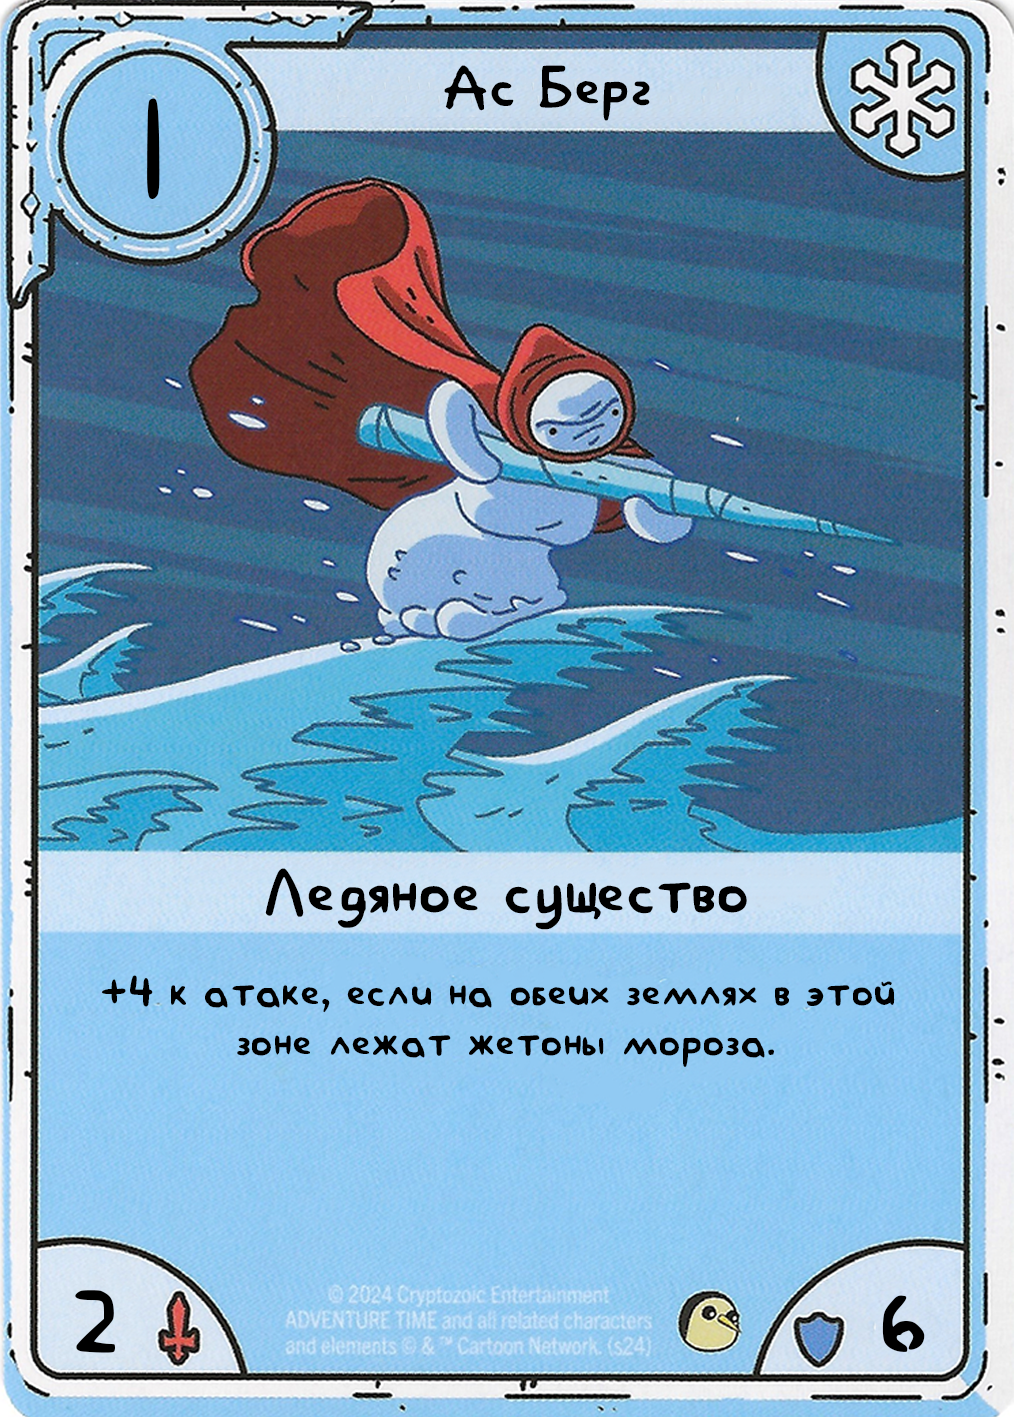 1
Ас Берг
Ледяное существо
+4 к атаке, если на обеих землях в этой
зоне лежат жетоны мороза.
2
© 2024 Cryptozoic Entertainment
ADVENTURE TIME and all related characters
and elements © & ™ Cartoon Network. (s24)
6